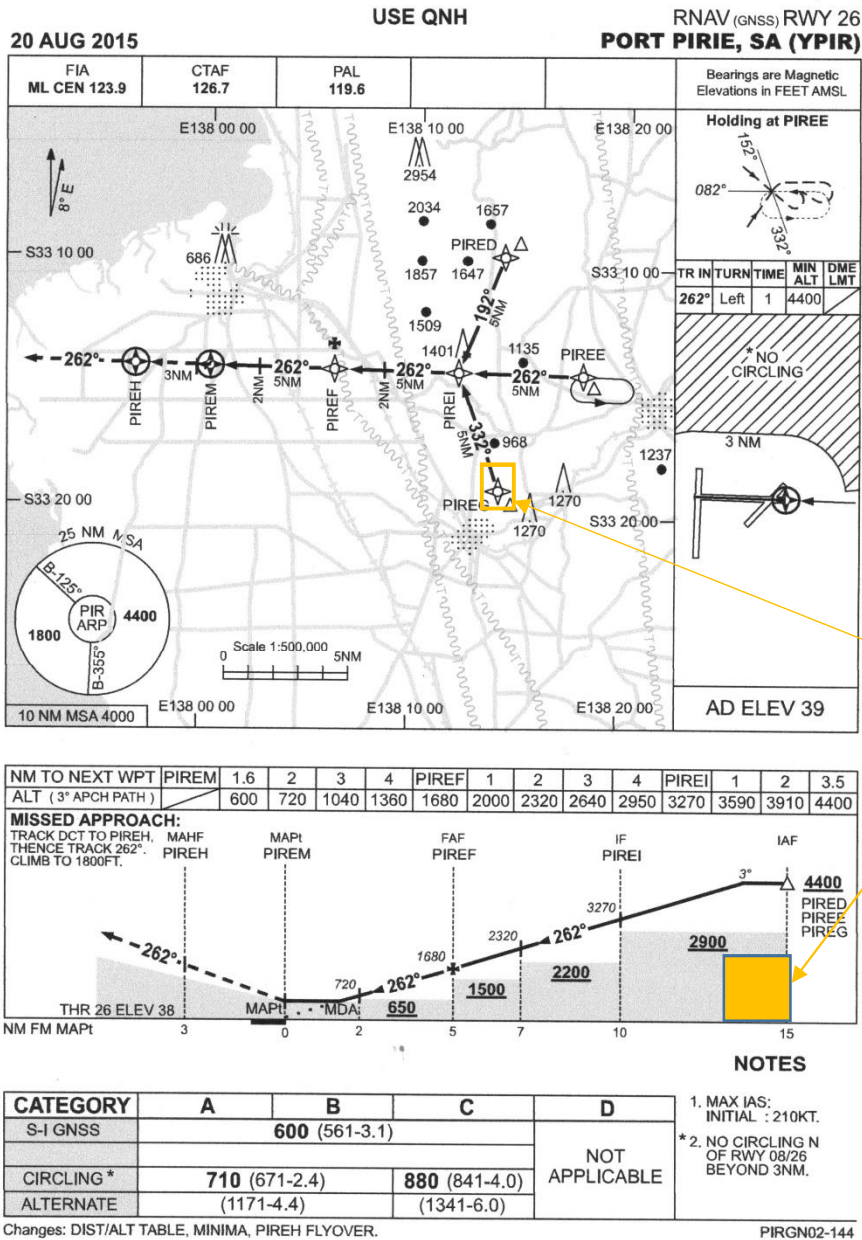 USE QNH
RNAV (GNSS) RWY 26
20 AUG 2015
PORT PIRIE, SA (YPIR)
FIA
ML CEN 123.9
CTAF
126.7
PAL
119.6
Bearings are Magnetic
Elevations in FEET AMSL
E138 00 00
E138 10 00
E138 20 00
8° E
2954
2034
1657
PIRED
686
S33 10 00
1857
1647
S33 10 00
192°
5NM
1509
1401
1135
PIREE
262°
3NM
2NM
262°
5NM
2NM
262°
5NM
262°
5NM
PIREH
PIREM
PIREF
PIREI
332°
5NM
968
1237
S33 20 00
PIREG
1270
1270
S33 20 00
25 NM MSA
B-125°
PIR
ARP
4400
1800
B-355°
Scale 1:500,000
0
5NM
10 NM MSA 4000
E138 00 00
E138 10 00
E138 20 00
Holding at PIREE
152°
082°
332°
TR IN TURN TIME MIN ALT DME LMT
262° Left 1 4400
* NO
CIRCLING
3 NM
AD ELEV 39
NM TO NEXT WPT PIREM 1.6 2 3 4 PIREF 1 2 3 4 PIREI 1 2 3.5
ALT ( 3° APCH PATH ) 600 720 1040 1360 1680 2000 2320 2640 2950 3270 3590 3910 4400
MISSED APPROACH:
TRACK DCT TO PIREH,
THENCE TRACK 262°.
CLIMB TO 1800FT.
MAHF
PIREH
MAPt
PIREM
FAF
PIREF
IF
PIREI
IAF
3°
4400
PIRED
PIREE
PIREG
3270
262°
2320
2900
262°
1680
262°
2200
720
1500
650
THR 26 ELEV 38
MAPt
*MDA
NM FM MAPt
3 0 2 5 7 10 15
NOTES
CATEGORY A B C D
S-I GNSS 600 (561-3.1)
NOT
APPLICABLE
CIRCLING * 710 (671-2.4) 880 (841-4.0)
ALTERNATE (1171-4.4) (1341-6.0)
1. MAX IAS:
INITIAL : 210KT.
* 2. NO CIRCLING N
OF RWY 08/26
BEYOND 3NM.
Changes: DIST/ALT TABLE, MINIMA, PIREH FLYOVER.
PIRGN02-144